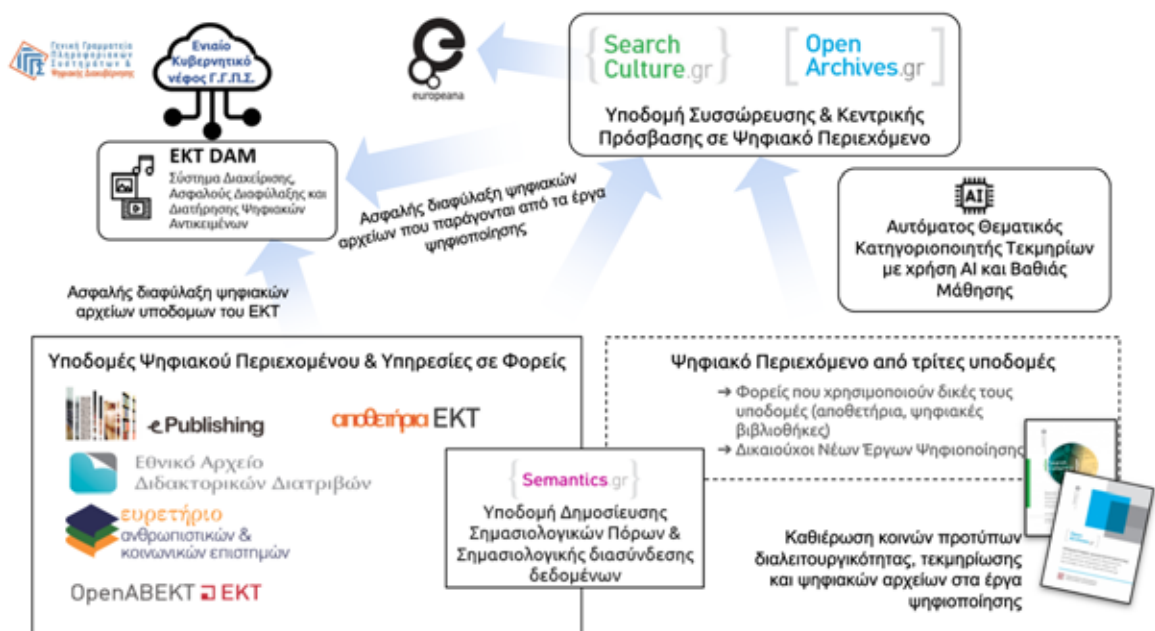 Γενική Γραμματεία
Πληροφοριακών
Συστημάτων &
Ψηφιακής Διακυβέρνησης
Ενιαίο
Κυβερνητικό
νέφος Γ.Γ.Π.Σ.
europeana
{Search
Culture.gr}
[Open
Archives.gr]
Υποδομή Συσσώρευσης & Κεντρικής
Πρόσβασης σε Ψηφιακό Περιεχόμενο
EKT DAM
Σύστημα Διαχείρισης,
Ασφαλούς Διαφύλαξης και
Διατήρησης Ψηφιακών
Αντικειμένων
Ασφαλής διαφύλαξη ψηφιακών
αρχείων που παράγονται από τα έργα
ψηφιοποίησης
AI
Αυτόματος Θεματικός
Κατηγοριοποιητής Τεκμηρίων
με χρήση AI και Βαθιάς
Μάθησης
Ασφαλής διαφύλαξη ψηφιακών
αρχείων υποδομων του ΕΚΤ
Υποδομές Ψηφιακού Περιεχομένου & Υπηρεσίες σε Φορείς
ePublishing
αποθετήρια EKT
Εθνικό Αρχείο
Διδακτορικών Διατριβών
ευρετήριο
ανθρωπιστικών &
κοινωνικών επιστημών
OpenABEKT EKT
{Semantics.gr}
Υποδομή Δημοσίευσης
Σημασιολογικών Πόρων &
Σημασιολογικής διασύνδεσης
δεδομένων
Ψηφιακό Περιεχόμενο από τρίτες υποδομές
➔ Φορείς που χρησιμοποιούν δικές τους
υποδομές (αποθετήρια, ψηφιακές
βιβλιοθήκες)
➔ Δικαιούχοι Νέων Έργων Ψηφιοποίησης
Καθιέρωση κοινών προτύπων
διαλειτουργικότητας, τεκμηρίωσης
και ψηφιακών αρχείων στα έργα
ψηφιοποίησης